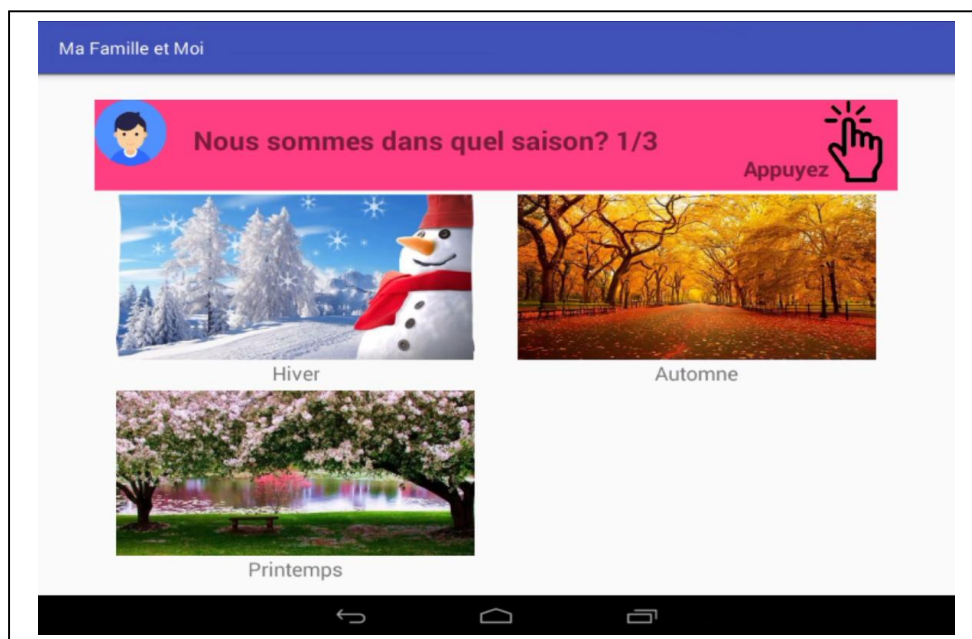 Ma Famille et Moi
Nous sommes dans quel saison? 1/3
Appuyez
Hiver
Automne
Printemps